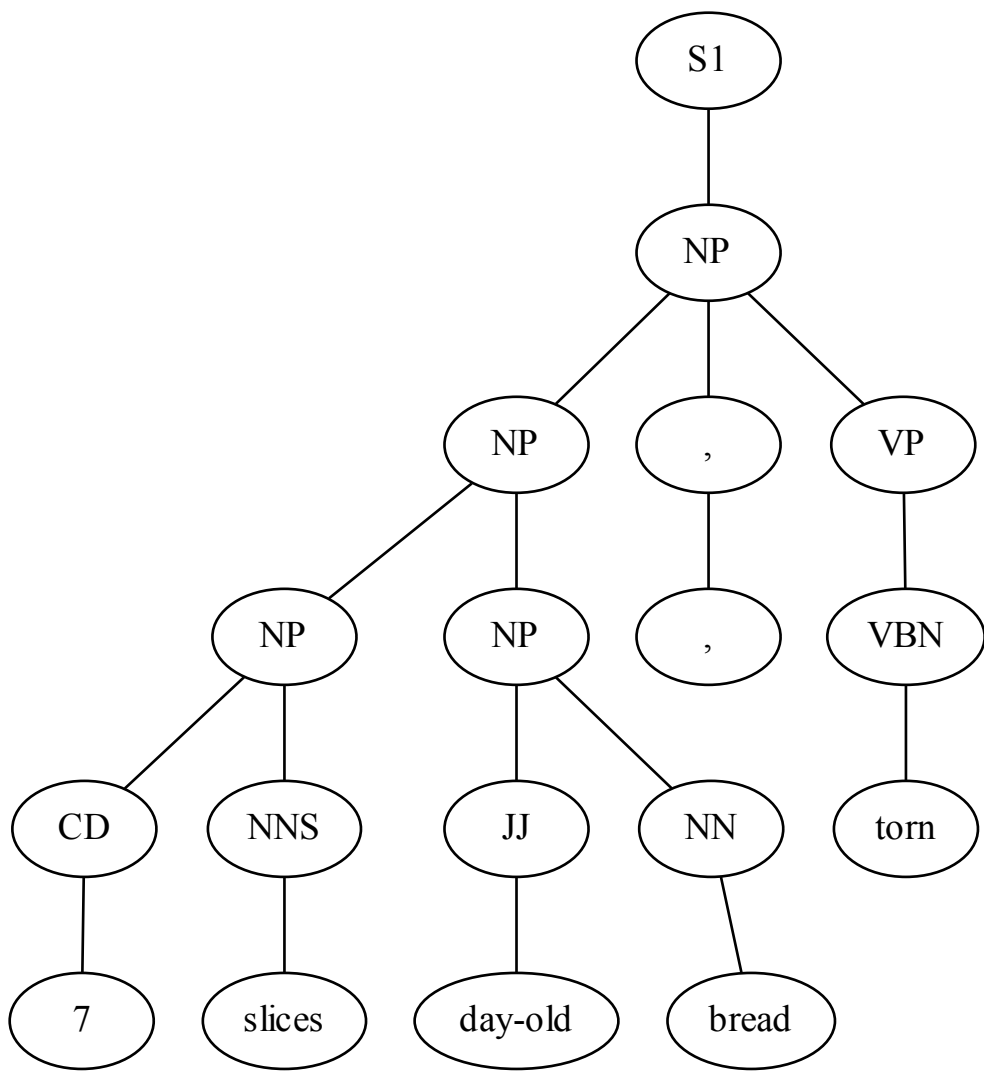 S1
NP
NP , VP
NP NP , VBN
CD NNS JJ NN torn
7 slices day-old bread